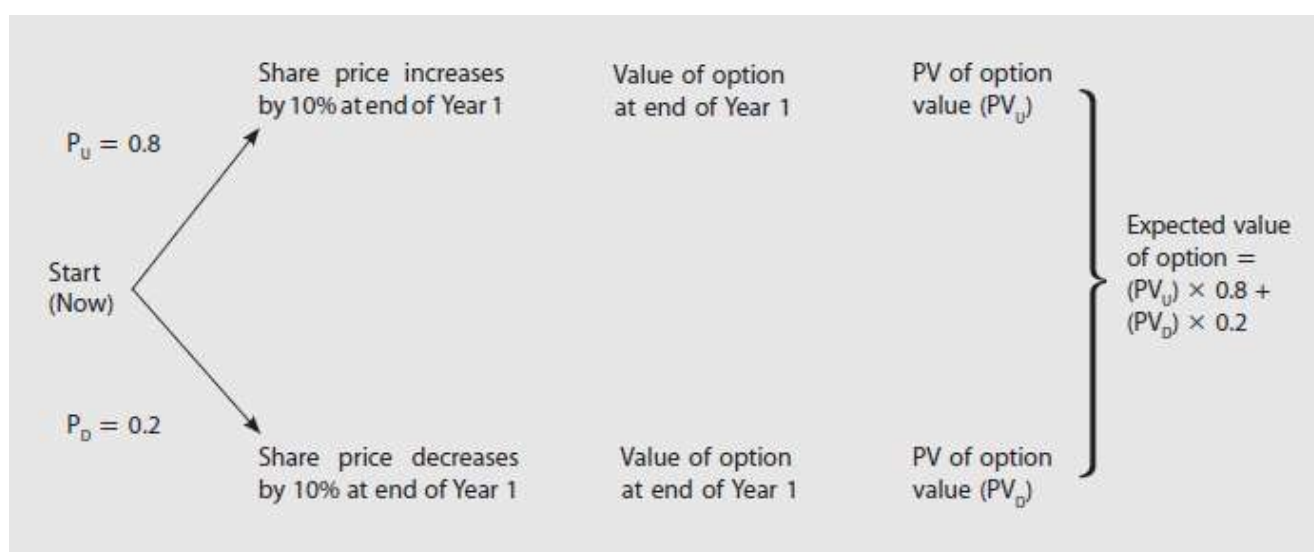 Share price increases
by 10% at end of Year 1
Value of option
at end of Year 1
PV of option
value (PV_U)
P_U = 0.8
Start
(Now)
Expected value
of option =
(PV_U) × 0.8 +
(PV_D) × 0.2
P_D = 0.2
Share price decreases
by 10% at end of Year 1
Value of option
at end of Year 1
PV of option
value (PV_D)